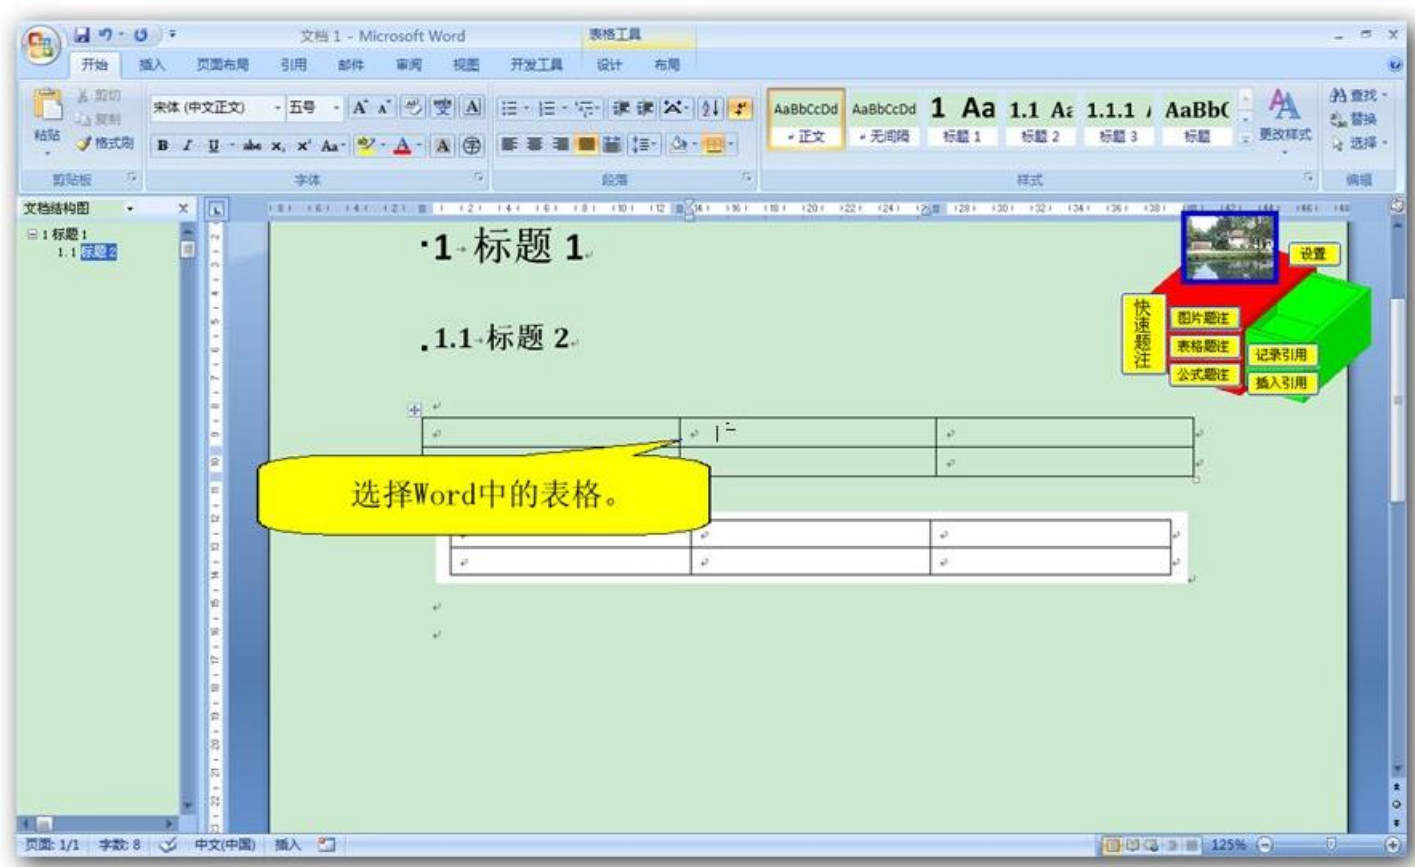 文档 1 - Microsoft Word
表格工具
开始 插入 页面布局 引用 邮件 审阅 视图 开发工具 设计 布局
粘贴
剪切
复制
格式刷
剪贴板
宋体 (中文正文) 五号
字体
段落
AaBbCcDd AaBbCcDd 1 Aa 1.1 Aa 1.1.1 AaBb(
正文 无间隔 标题 1 标题 2 标题 3 标题
更改样式
样式
查找
替换
选择
编辑
文档结构图
1 标题 1
1.1 标题 2
1 标题 1
1.1 标题 2
设置
快速题注
图片题注
表格题注
公式题注
记录引用
插入引用
选择Word中的表格。
页面: 1/1 字数: 8 中文(中国) 插入 125%